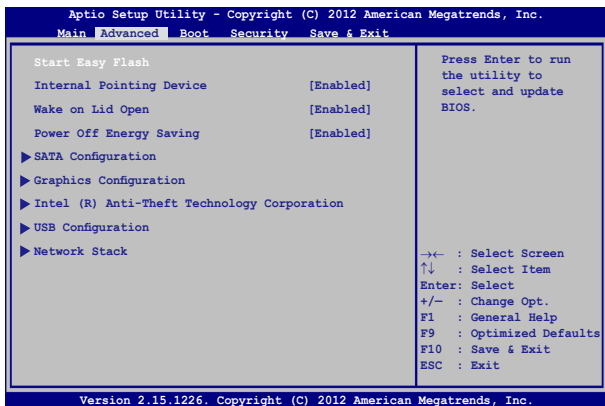 Aptio Setup Utility - Copyright (C) 2012 American Megatrends, Inc.
Main Advanced Boot Security Save & Exit
Start Easy Flash
Internal Pointing Device [Enabled]
Wake on Lid Open [Enabled]
Power Off Energy Saving [Enabled]
SATA Configuration
Graphics Configuration
Intel (R) Anti-Theft Technology Corporation
USB Configuration
Network Stack
Press Enter to run
the utility to
select and update
BIOS.
→← : Select Screen
↑↓ : Select Item
Enter: Select
+/— : Change Opt.
F1 : General Help
F9 : Optimized Defaults
F10 : Save & Exit
ESC : Exit
Version 2.15.1226. Copyright (C) 2012 American Megatrends, Inc.